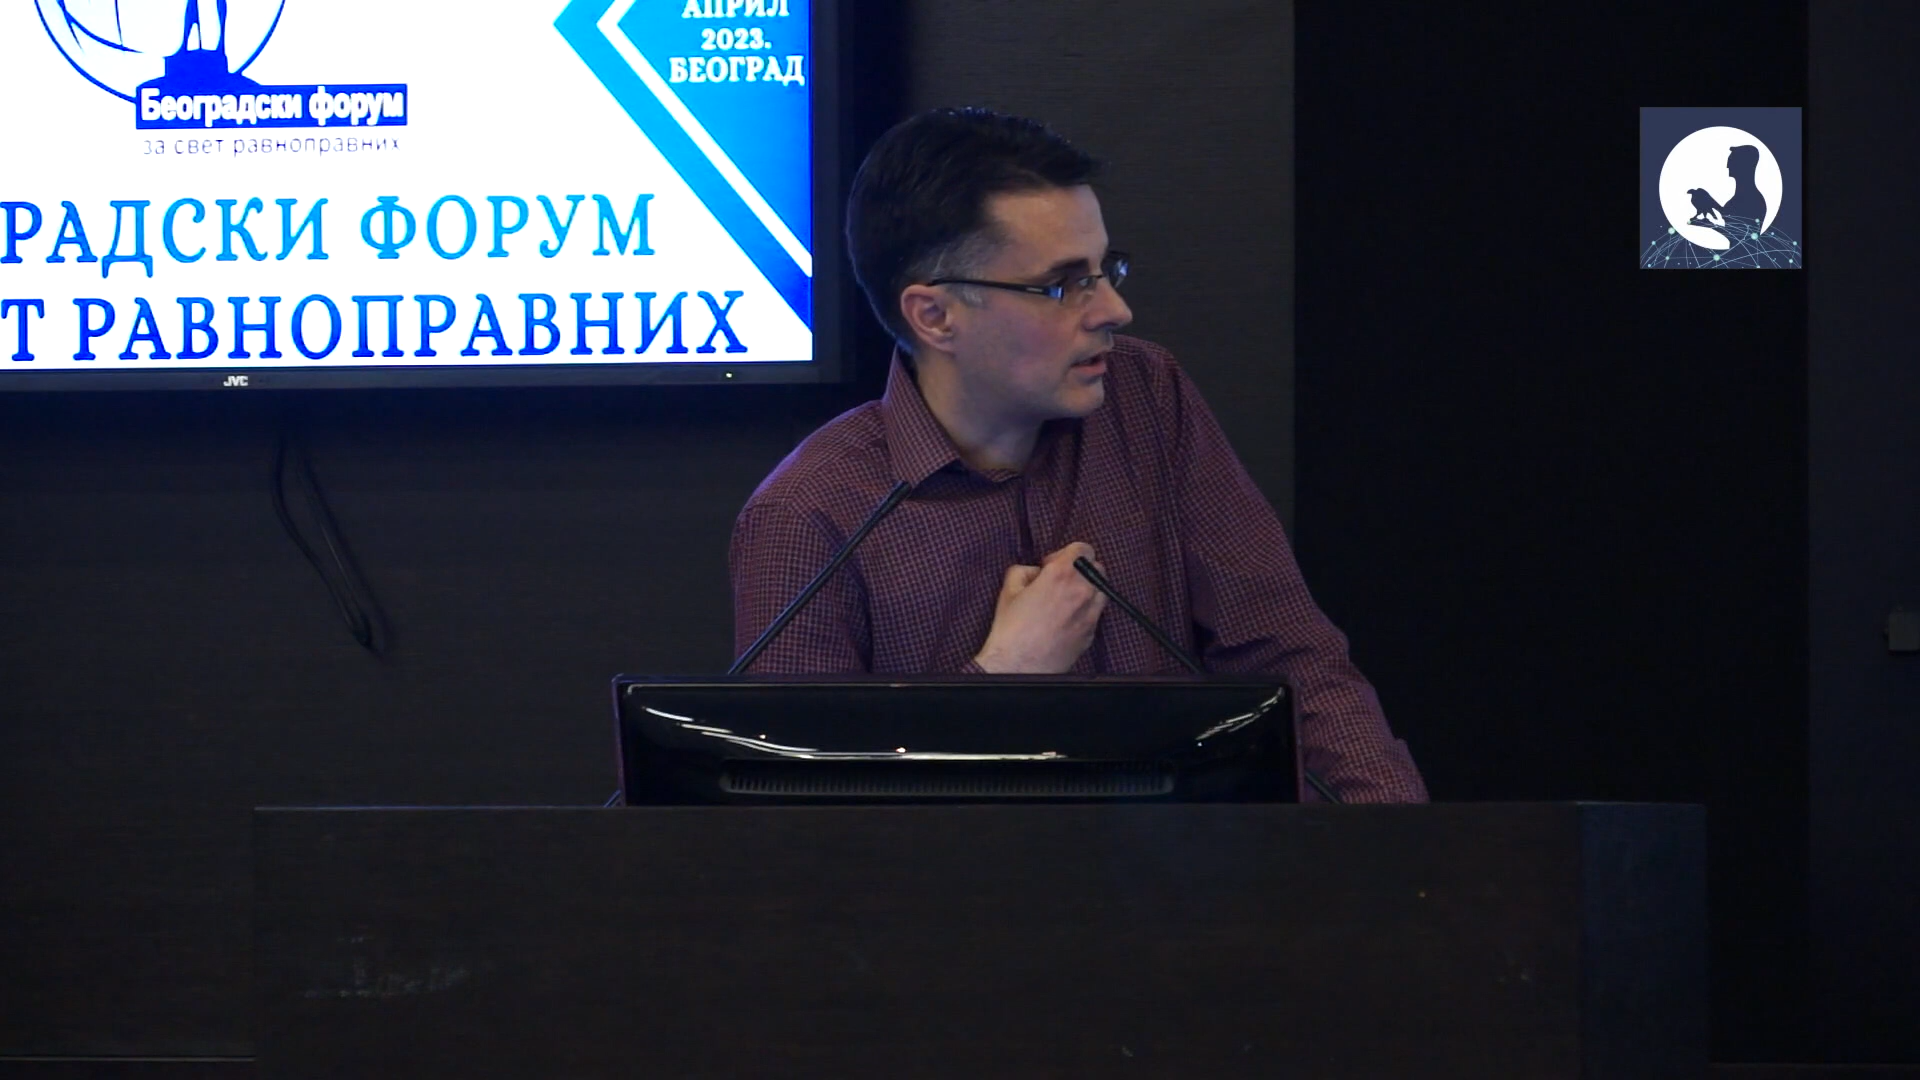 АПРИЛ
2023.
БЕОГРАД
Београдски форум
за свет равноправних
РАДСКИ ФОРУМ
Т РАВНОПРАВНИХ
JVC